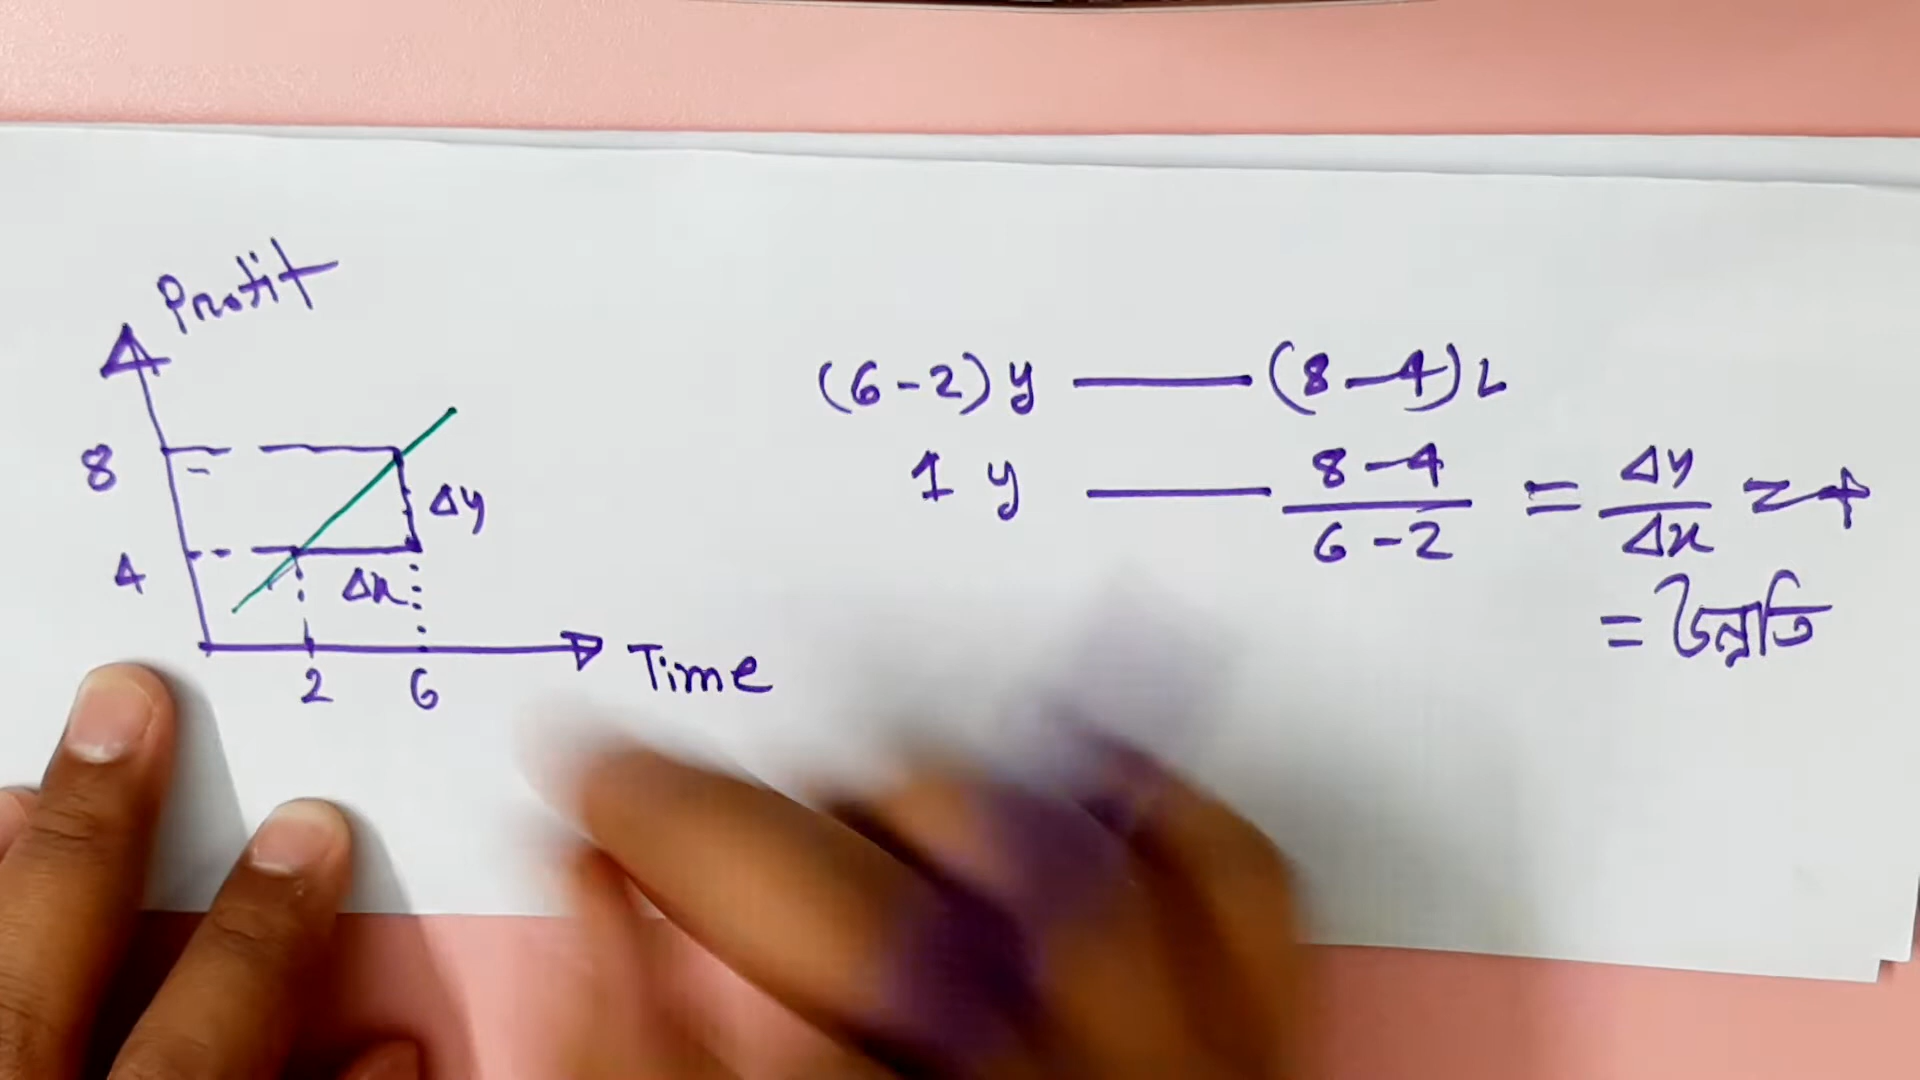 Profit
8
Δy
4
Δx
2 6
Time
(6-2) y — (8-4) L
1 y — 8-4 / 6-2 = Δy / Δx = +
= উন্নতি